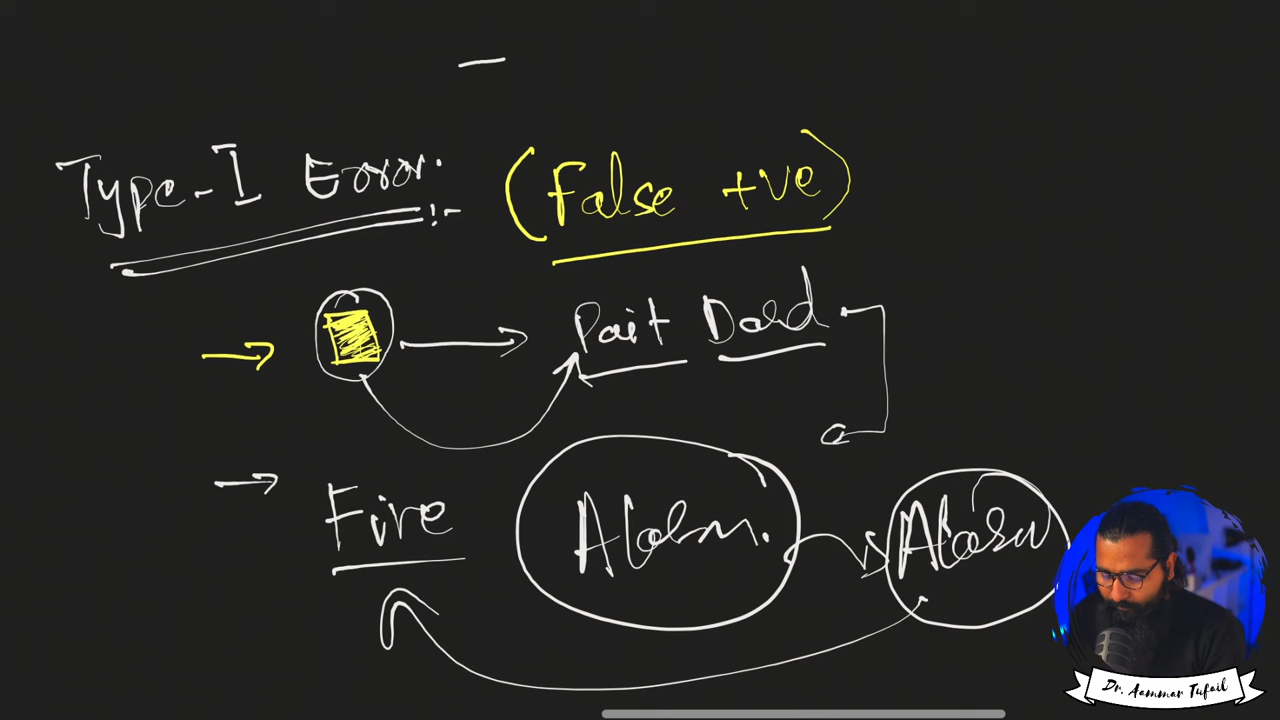 Type-I Error :- (False +ve)
Pait Dard
Fire Alarm. Alarm
Dr. Aammar Tufail